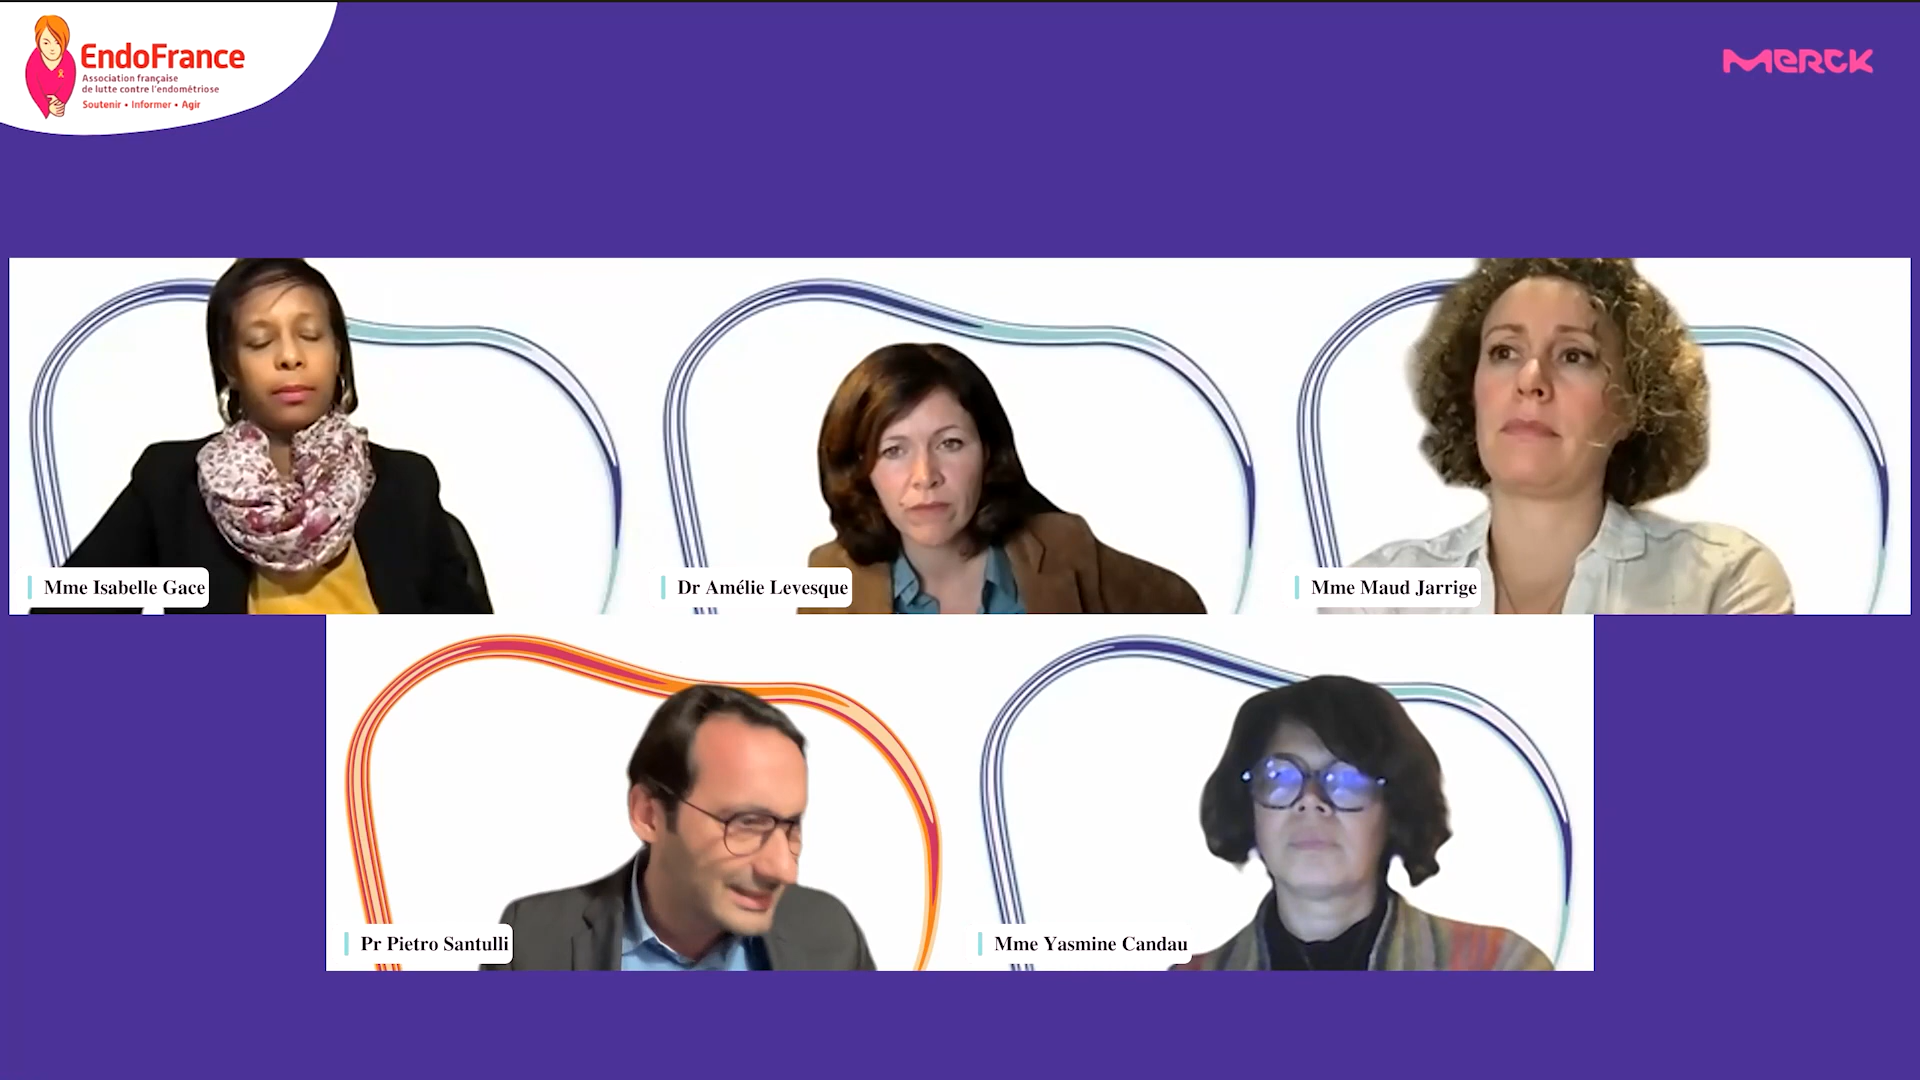 EndoFrance
Association française
de lutte contre l'endométriose
Soutenir • Informer • Agir
MERCK
Mme Isabelle Gace
Dr Amélie Levesque
Mme Maud Jarrige
Pr Pietro Santulli
Mme Yasmine Candau